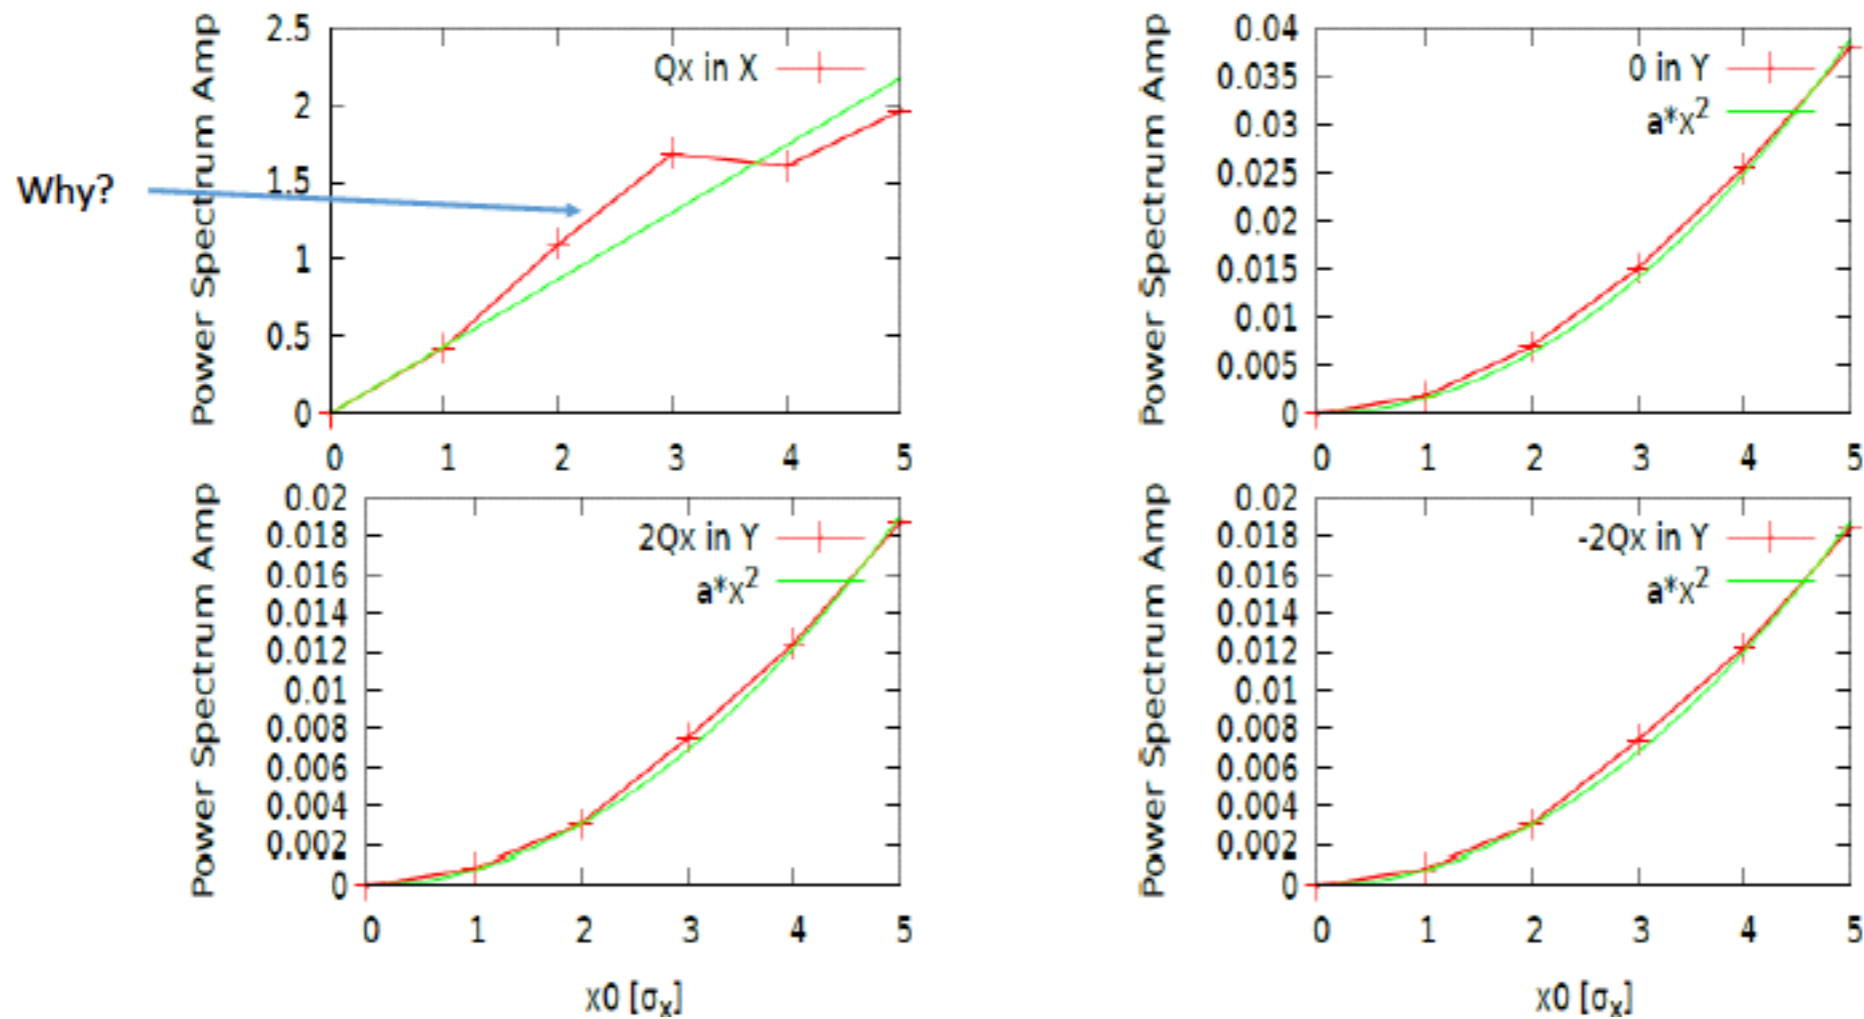 Why?
Power Spectrum Amp
2.5
2
1.5
1
0.5
0
Qx in X
0 1 2 3 4 5
Power Spectrum Amp
0.04
0.035
0.03
0.025
0.02
0.015
0.01
0.005
0
0 in Y
a*x²
0 1 2 3 4 5
Power Spectrum Amp
0.02
0.018
0.016
0.014
0.012
0.01
0.008
0.006
0.004
0.002
0
2Qx in Y
a*x²
0 1 2 3 4 5
x0 [σx]
Power Spectrum Amp
0.02
0.018
0.016
0.014
0.012
0.01
0.008
0.006
0.004
0.002
0
-2Qx in Y
a*x²
0 1 2 3 4 5
x0 [σx]